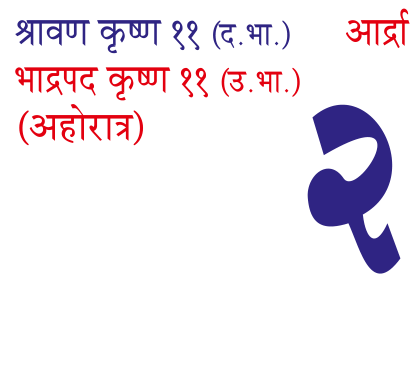 श्रावण कृष्ण ११ (द.भा.) आर्द्रा
भाद्रपद कृष्ण ११ (उ.भा.)
(अहोरात्र)
२